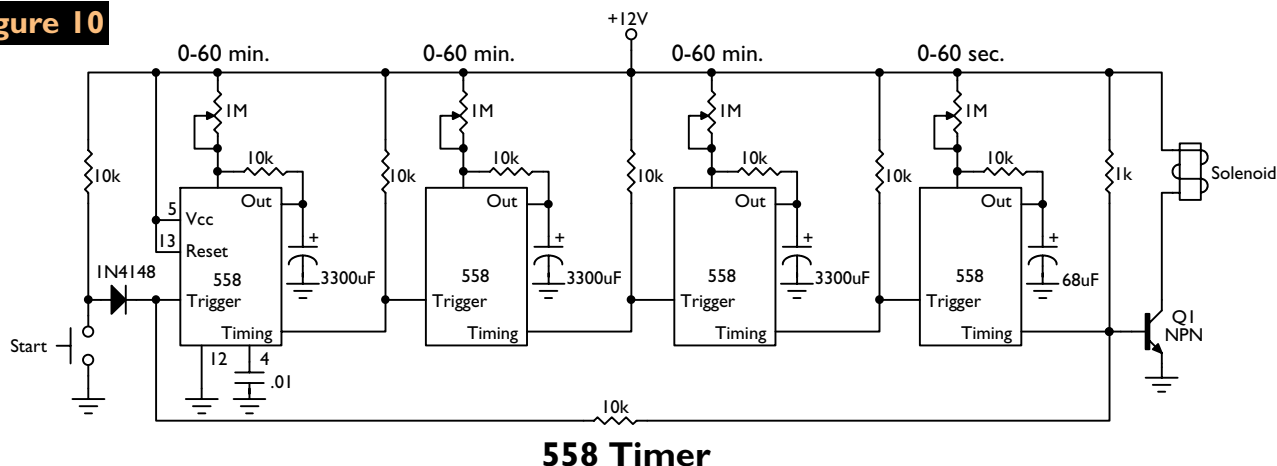 gure 10
+12V
0-60 min.
0-60 min.
0-60 min.
0-60 sec.
1M
1M
1M
1M
10k
10k
10k
10k
10k
10k
10k
10k
1k
Solenoid
5
Vcc
Out
Out
Out
Out
13
Reset
+
+
+
+
1N4148
558
3300uF
558
3300uF
558
3300uF
558
68uF
Trigger
Trigger
Trigger
Trigger
Q1
NPN
Start
Timing
Timing
Timing
Timing
12
4
.01
10k
558 Timer